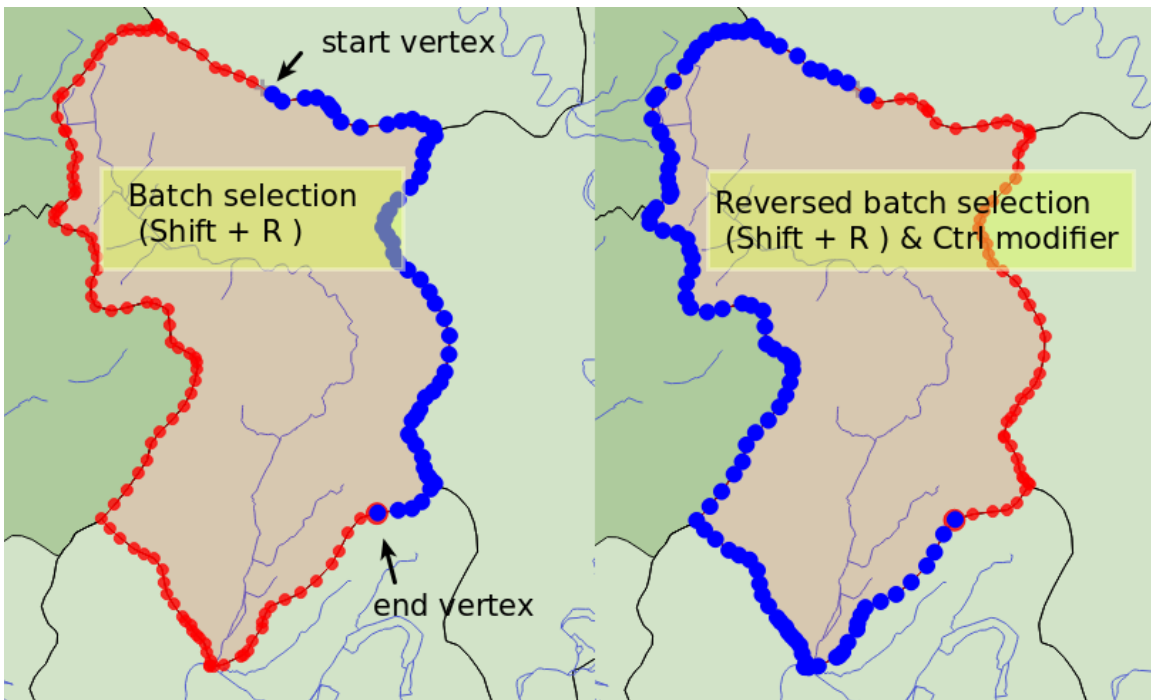 start vertex
Batch selection
(Shift + R )
end vertex
Reversed batch selection
(Shift + R ) & Ctrl modifier